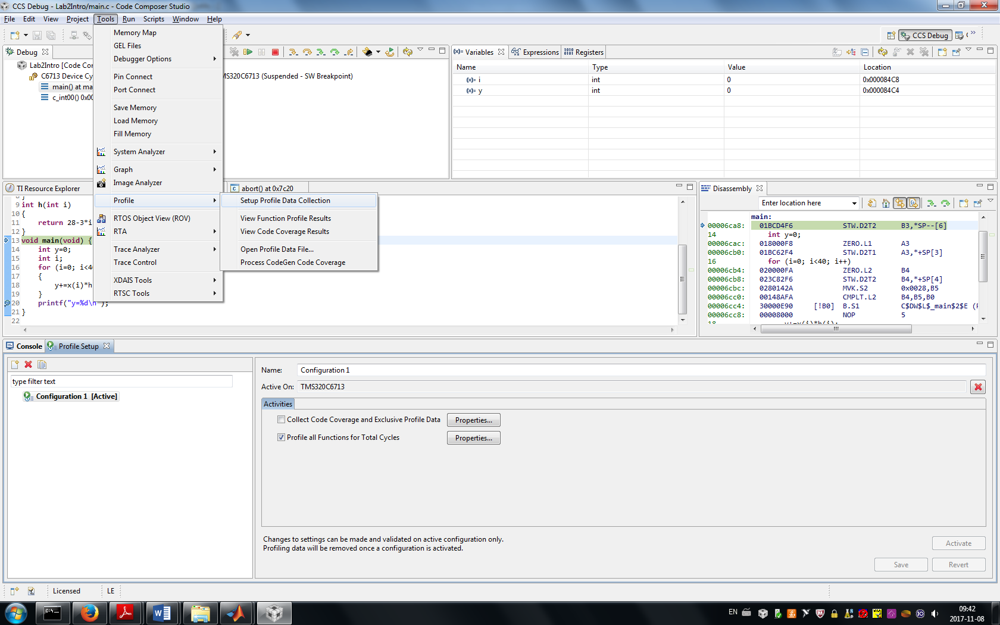 CCS Debug - Lab2Intro/main.c - Code Composer Studio
File Edit View Project Tools Run Scripts Window Help
CCS Debug
Debug
Lab2Intro [Code Cor
C6713 Device Cy
MS320C6713 (Suspended - SW Breakpoint)
main() at ma
c_int00() 0x00
Memory Map
GEL Files
Debugger Options
Pin Connect
Port Connect
Save Memory
Load Memory
Fill Memory
System Analyzer
Graph
Image Analyzer
Profile
RTOS Object View (ROV)
RTA
Trace Analyzer
Trace Control
XDAIS Tools
RTSC Tools
Setup Profile Data Collection
View Function Profile Results
View Code Coverage Results
Open Profile Data File...
Process CodeGen Code Coverage
(x)= Variables Expressions 1010 0101 Registers
Name Type Value Location
(x)= i int 0 0x000084C8
(x)= y int 0 0x000084C4
TI Resource Explorer
abort() at 0x7c20
8 }
9 int h(int i)
10 {
11 return 28-3*i
12 }
13 void main(void) {
14 int y=0;
15 int i;
16 for (i=0; i<40
17 {
18 y+=x(i)*h
19 }
20 printf("y=%d\n");
21 }
22
Disassembly
Enter location here
main:
00006ca8: 01BCD4F6 STW.D2T2 B3,*SP--[6]
14 int y=0;
00006cac: 018000F8 ZERO.L1 A3
00006cb0: 01BC62F4 STW.D2T1 A3,*+SP[3]
16 for (i=0; i<40; i++)
00006cb4: 020000FA ZERO.L2 B4
00006cb8: 023C82F6 STW.D2T2 B4,*+SP[4]
00006cbc: 0280142A MVK.S2 0x0028,B5
00006cc0: 00148AFA CMPLT.L2 B4,B5,B0
00006cc4: 30000E90 [!B0] B.S1 C$DW$L$_main$2$E (P
00006cc8: 00008000 NOP 5
18 y+=x(i)*h(i);
Console Profile Setup
type filter text
Configuration 1 [Active]
Name: Configuration 1
Active On: TMS320C6713
Activities
Collect Code Coverage and Exclusive Profile Data Properties...
Profile all Functions for Total Cycles Properties...
Changes to settings can be made and validated on active configuration only.
Profiling data will be removed once a configuration is activated.
Activate
Save Revert
Licensed LE
EN
09:42
2017-11-08